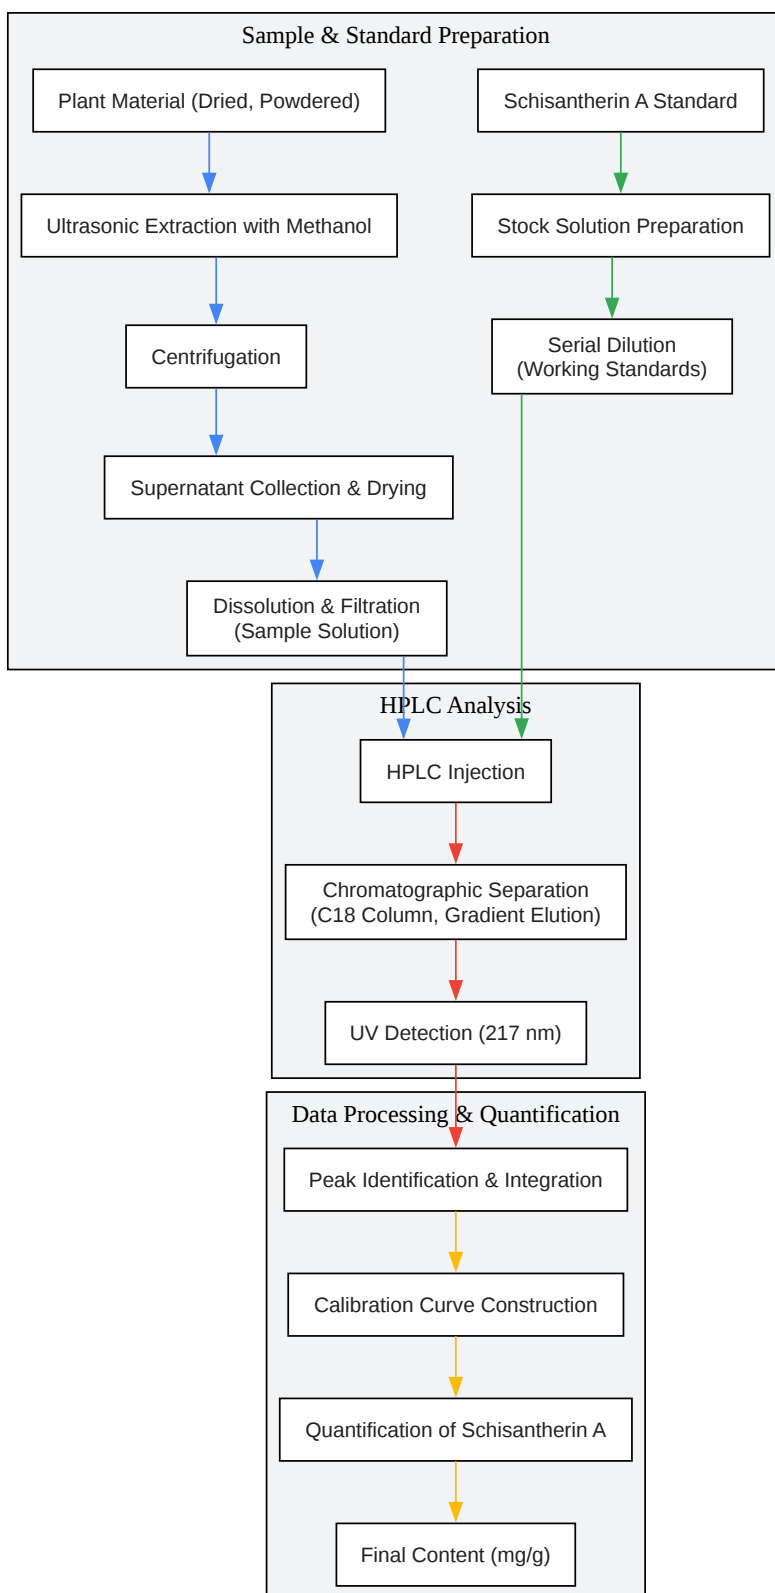 Sample & Standard Preparation
Plant Material (Dried, Powdered)
Schisantherin A Standard
Ultrasonic Extraction with Methanol
Stock Solution Preparation
Centrifugation
Serial Dilution
(Working Standards)
Supernatant Collection & Drying
Dissolution & Filtration
(Sample Solution)
HPLC Analysis
HPLC Injection
Chromatographic Separation
(C18 Column, Gradient Elution)
UV Detection (217 nm)
Data Processing & Quantification
Peak Identification & Integration
Calibration Curve Construction
Quantification of Schisantherin A
Final Content (mg/g)